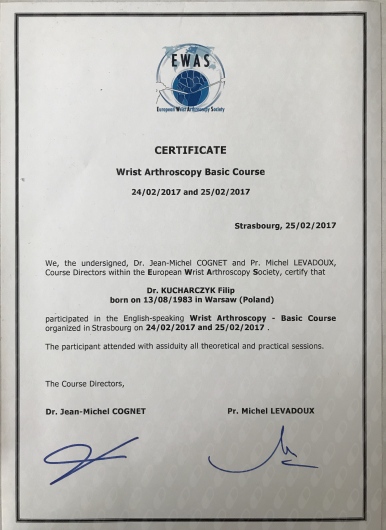 EWAS
European Wrist Arthroscopy Society
CERTIFICATE
Wrist Arthroscopy Basic Course
24/02/2017 and 25/02/2017
Strasbourg, 25/02/2017
We, the undersigned, Dr. Jean-Michel COGNET and Pr. Michel LEVADOUX,
Course Directors within the European Wrist Arthroscopy Society, certify that
Dr. KUCHARCZYK Filip
born on 13/08/1983 in Warsaw (Poland)
participated in the English-speaking Wrist Arthroscopy - Basic Course
organized in Strasbourg on 24/02/2017 and 25/02/2017 .
The participant attended with assiduity all theoretical and practical sessions.
The Course Directors,
Dr. Jean-Michel COGNET
Pr. Michel LEVADOUX